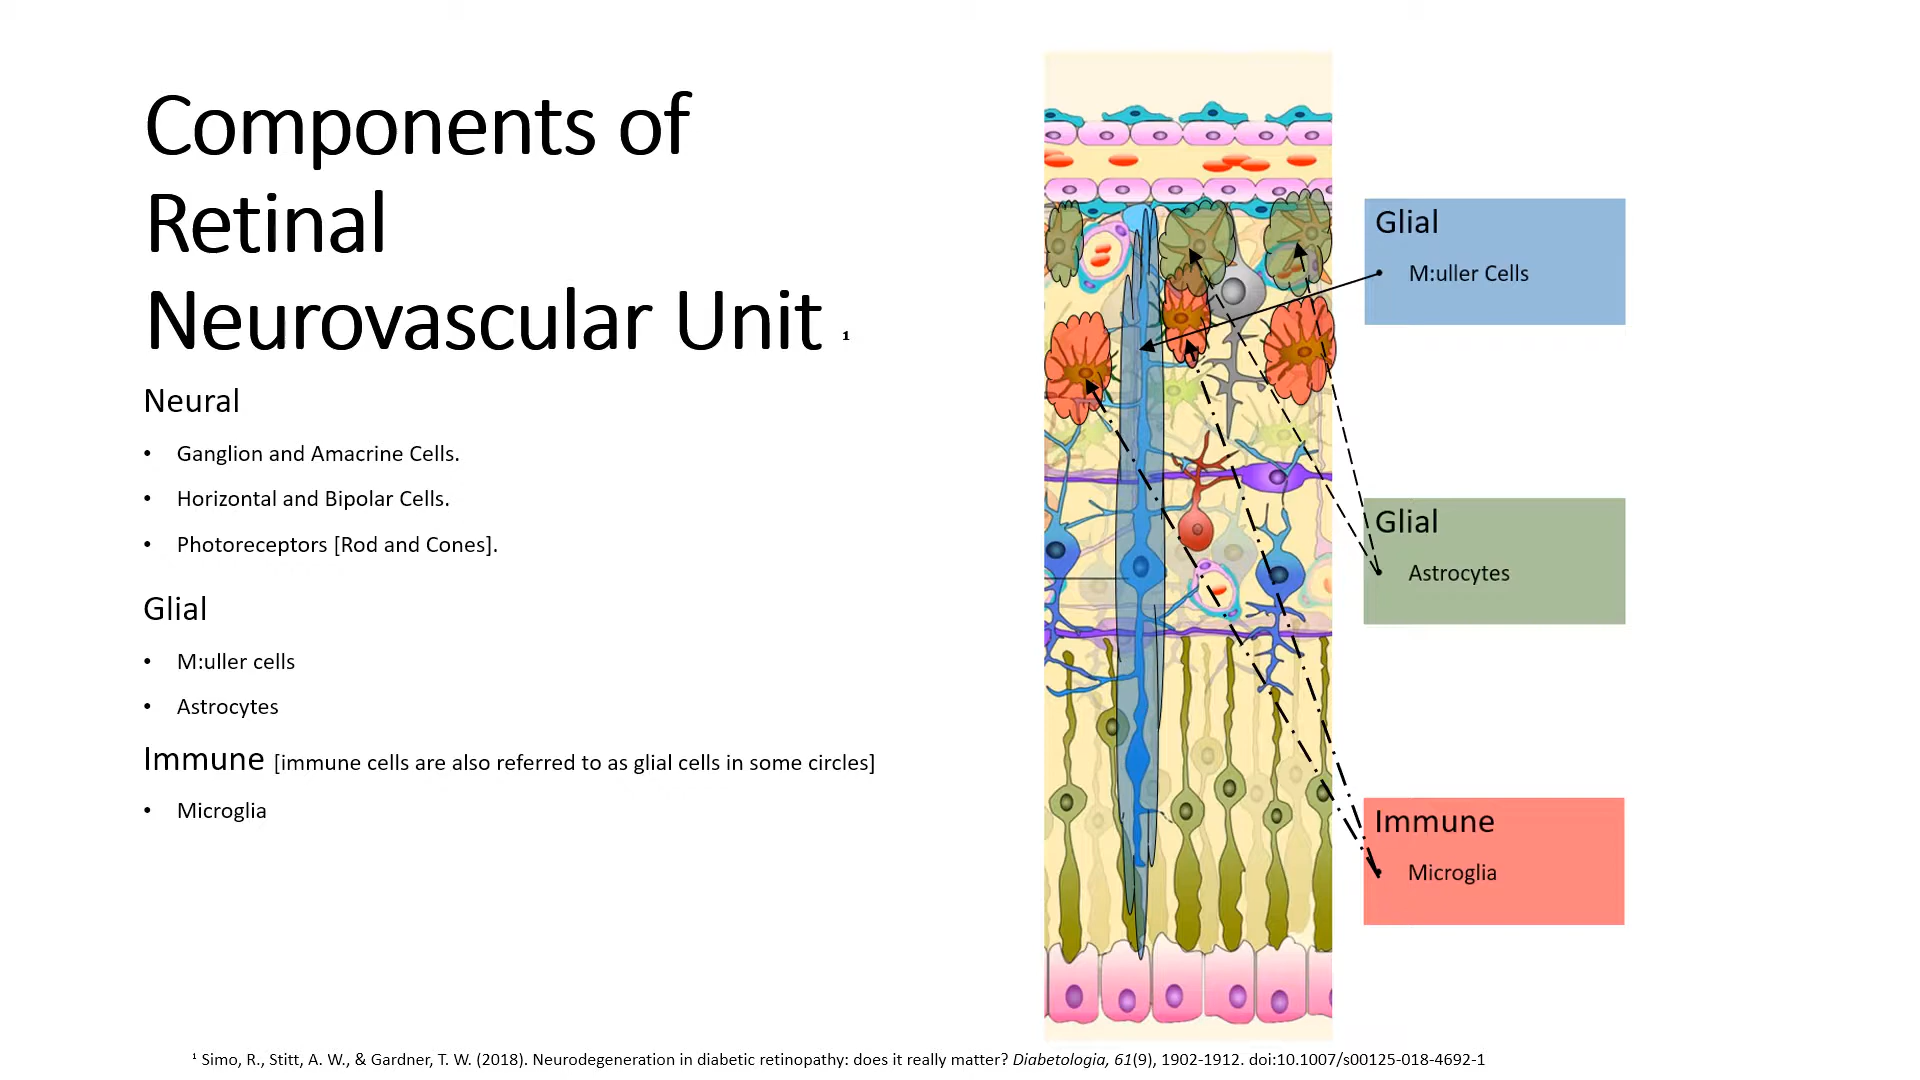 Components of
Retinal
Neurovascular Unit ¹
Neural
• Ganglion and Amacrine Cells.
• Horizontal and Bipolar Cells.
• Photoreceptors [Rod and Cones].
Glial
• M:uller cells
• Astrocytes
Immune [immune cells are also referred to as glial cells in some circles]
• Microglia
Glial
• M:uller Cells
Glial
• Astrocytes
Immune
• Microglia
¹ Simo, R., Stitt, A. W., & Gardner, T. W. (2018). Neurodegeneration in diabetic retinopathy: does it really matter? Diabetologia, 61(9), 1902-1912. doi:10.1007/s00125-018-4692-1